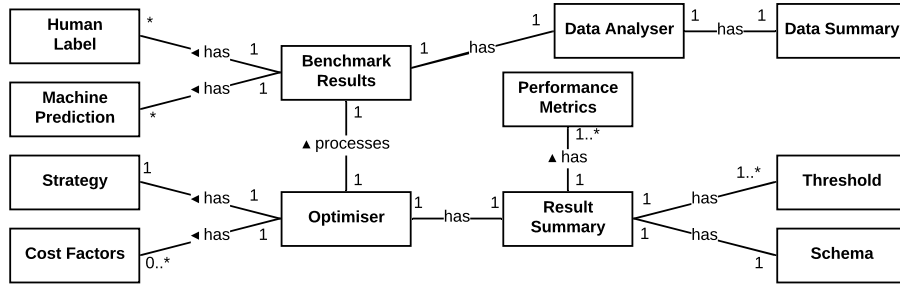 Human
Label
*
◄ has
1
Benchmark
Results
1
has
1
Data Analyser
1
has
1
Data Summary
Machine
Prediction
*
◄ has
1
1
▲ processes
1
Performance
Metrics
1..*
▲ has
1
Strategy
1
◄ has
1
Optimiser
1
has
1
Result
Summary
1
has
1..*
Threshold
Cost Factors
0..*
◄ has
1
1
has
1
Schema